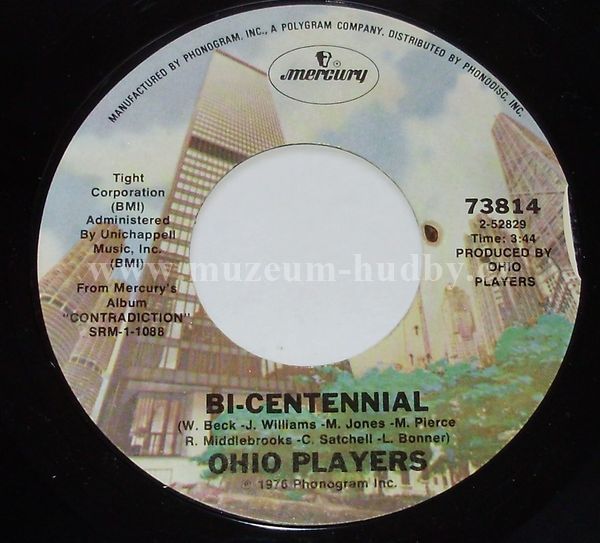 MANUFACTURED BY PHONOGRAM, INC., A POLYGRAM COMPANY. DISTRIBUTED BY PHONODISC, INC.
mercury
Tight
Corporation
(BMI)
Administered
By Unichappell
Music, Inc.
(BMI)
From Mercury's
Album
"CONTRADICTION"
SRM-1-1088
73814
2-52829
Time: 3:44
PRODUCED BY
OHIO
PLAYERS
www.muzeum-hudby.
BI-CENTENNIAL
(W. Beck -J. Williams -M. Jones -M. Pierce
R. Middlebrooks -C. Satchell -L. Bonner)
OHIO PLAYERS
℗ 1976 Phonogram Inc.